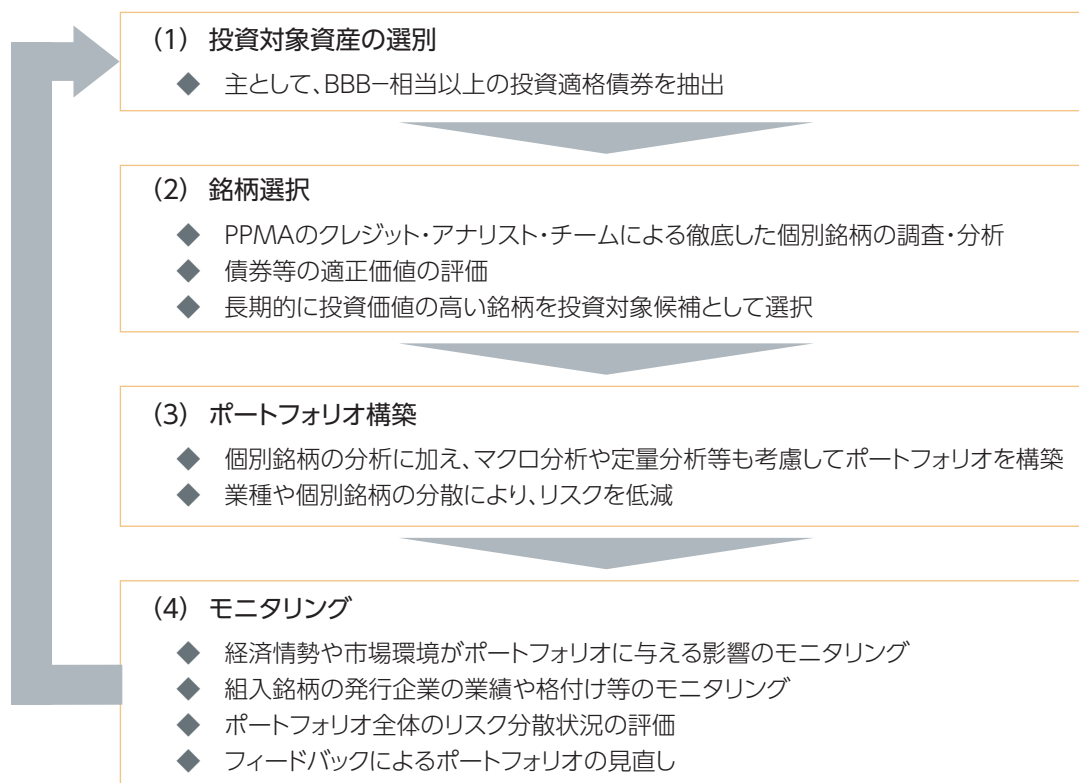 (1) 投資対象資産の選別
◆ 主として、BBB−相当以上の投資適格債券を抽出
(2) 銘柄選択
◆ PPMAのクレジット・アナリスト・チームによる徹底した個別銘柄の調査・分析
◆ 債券等の適正価値の評価
◆ 長期的に投資価値の高い銘柄を投資対象候補として選択
(3) ポートフォリオ構築
◆ 個別銘柄の分析に加え、マクロ分析や定量分析等も考慮してポートフォリオを構築
◆ 業種や個別銘柄の分散により、リスクを低減
(4) モニタリング
◆ 経済情勢や市場環境がポートフォリオに与える影響のモニタリング
◆ 組入銘柄の発行企業の業績や格付け等のモニタリング
◆ ポートフォリオ全体のリスク分散状況の評価
◆ フィードバックによるポートフォリオの見直し